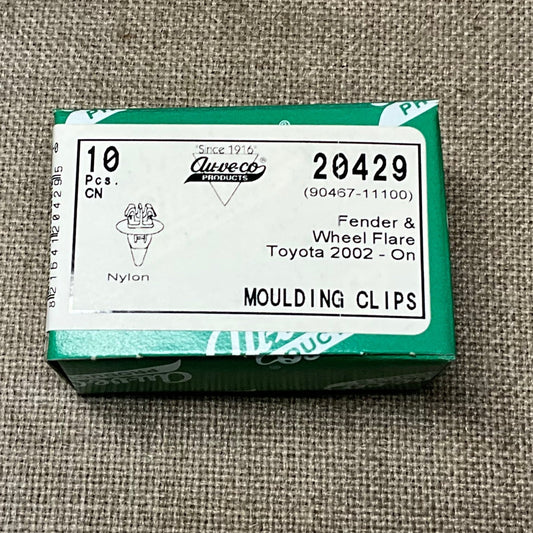 10
Pcs.
CN
"Since 1916"
Au-ve-co®
PRODUCTS
20429
(90467-11100)
Fender &
Wheel Flare
Toyota 2002 - On
Nylon
MOULDING CLIPS